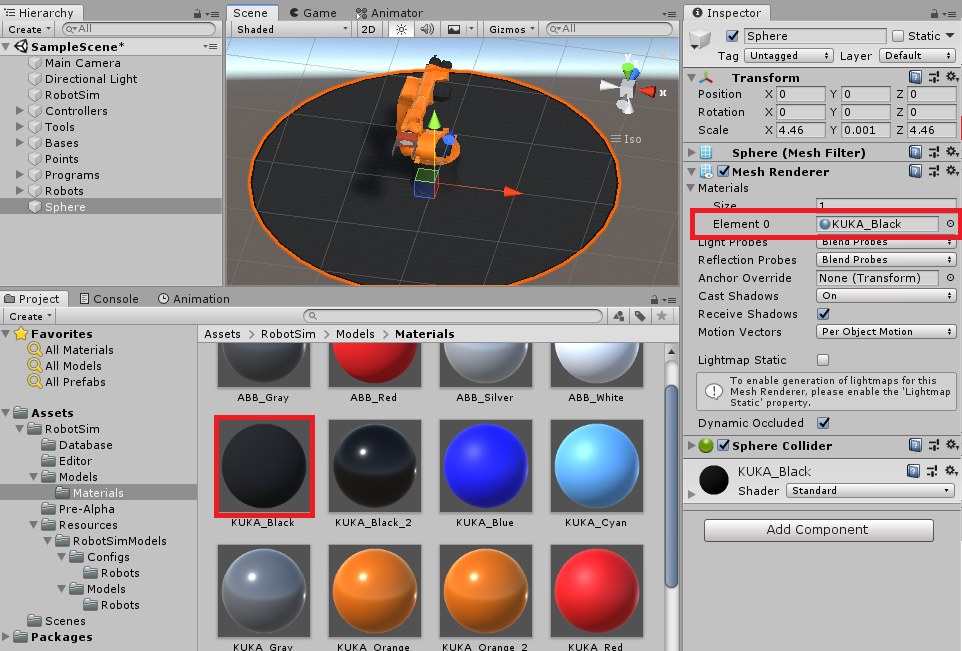 Hierarchy
Create
All
SampleScene*
Main Camera
Directional Light
RobotSim
Controllers
Tools
Bases
Points
Programs
Robots
Sphere
Scene
Game
Animator
Shaded
2D
Gizmos
All
x
Iso
Inspector
Sphere
Static
Tag
Untagged
Layer
Default
Transform
Position X 0 Y 0 Z 0
Rotation X 0 Y 0 Z 0
Scale X 4.46 Y 0.001 Z 4.46
Sphere (Mesh Filter)
Mesh Renderer
Materials
Size 1
Element 0 KUKA_Black
Light Probes Blend Probes
Reflection Probes Blend Probes
Anchor Override None (Transform)
Cast Shadows On
Receive Shadows
Motion Vectors Per Object Motion
Lightmap Static
To enable generation of lightmaps for this
Mesh Renderer, please enable the 'Lightmap
Static' property.
Dynamic Occluded
Sphere Collider
KUKA_Black
Shader Standard
Add Component
Project
Console
Animation
Create
Favorites
All Materials
All Models
All Prefabs
Assets
RobotSim
Database
Editor
Models
Materials
Pre-Alpha
Resources
RobotSimModels
Configs
Robots
Models
Robots
Scenes
Packages
Assets RobotSim Models Materials
ABB_Gray ABB_Red ABB_Silver ABB_White
KUKA_Black KUKA_Black_2 KUKA_Blue KUKA_Cyan
KUKA_Gray KUKA_Orange KUKA_Orange_2 KUKA_Red